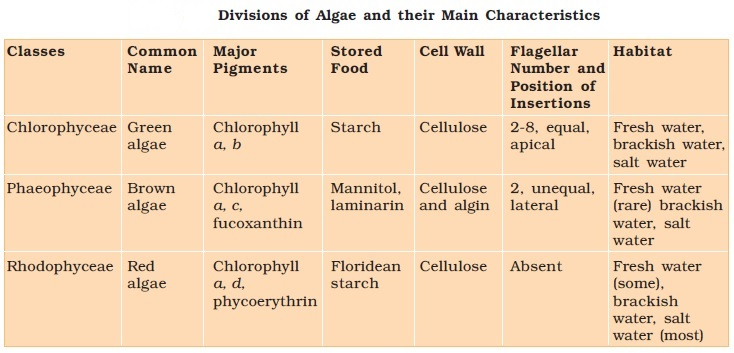 Divisions of Algae and their Main Characteristics
Classes Common Major Stored Cell Wall Flagellar Habitat
Name Pigments Food Number and
Position of
Insertions
Chlorophyceae Green Chlorophyll Starch Cellulose 2-8, equal, Fresh water,
algae a, b apical brackish water,
salt water
Phaeophyceae Brown Chlorophyll Mannitol, Cellulose 2, unequal, Fresh water
algae a, c, laminarin and algin lateral (rare) brackish
fucoxanthin water, salt
water
Rhodophyceae Red Chlorophyll Floridean Cellulose Absent Fresh water
algae a, d, starch (some),
phycoerythrin brackish
water, salt
water (most)